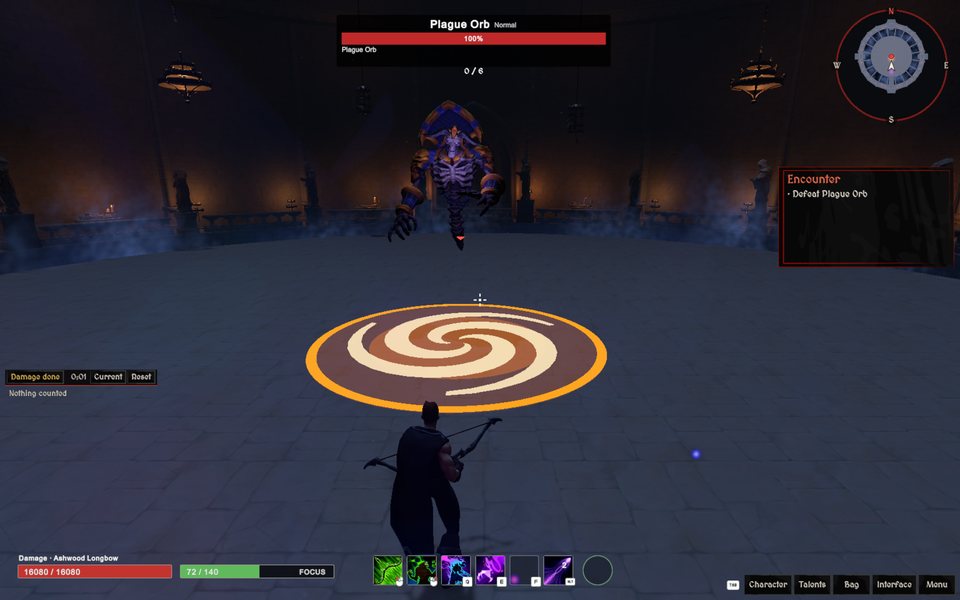 Plague Orb Normal
100%
Plague Orb
0 / 6
N
W
E
S
Encounter
• Defeat Plague Orb
Damage done 0:01 Current Reset
Nothing counted
Damage · Ashwood Longbow
16080 / 16080
72 / 140 FOCUS
Q
E
F
Character
Talents
Bag
Interface
Menu